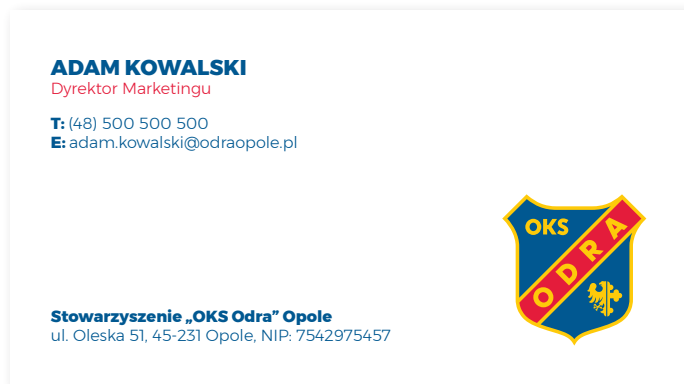 ADAM KOWALSKI
Dyrektor Marketingu
T: (48) 500 500 500
E: adam.kowalski@odraopole.pl
OKS
ODRA
Stowarzyszenie „OKS Odra” Opole
ul. Oleska 51, 45-231 Opole, NIP: 7542975457